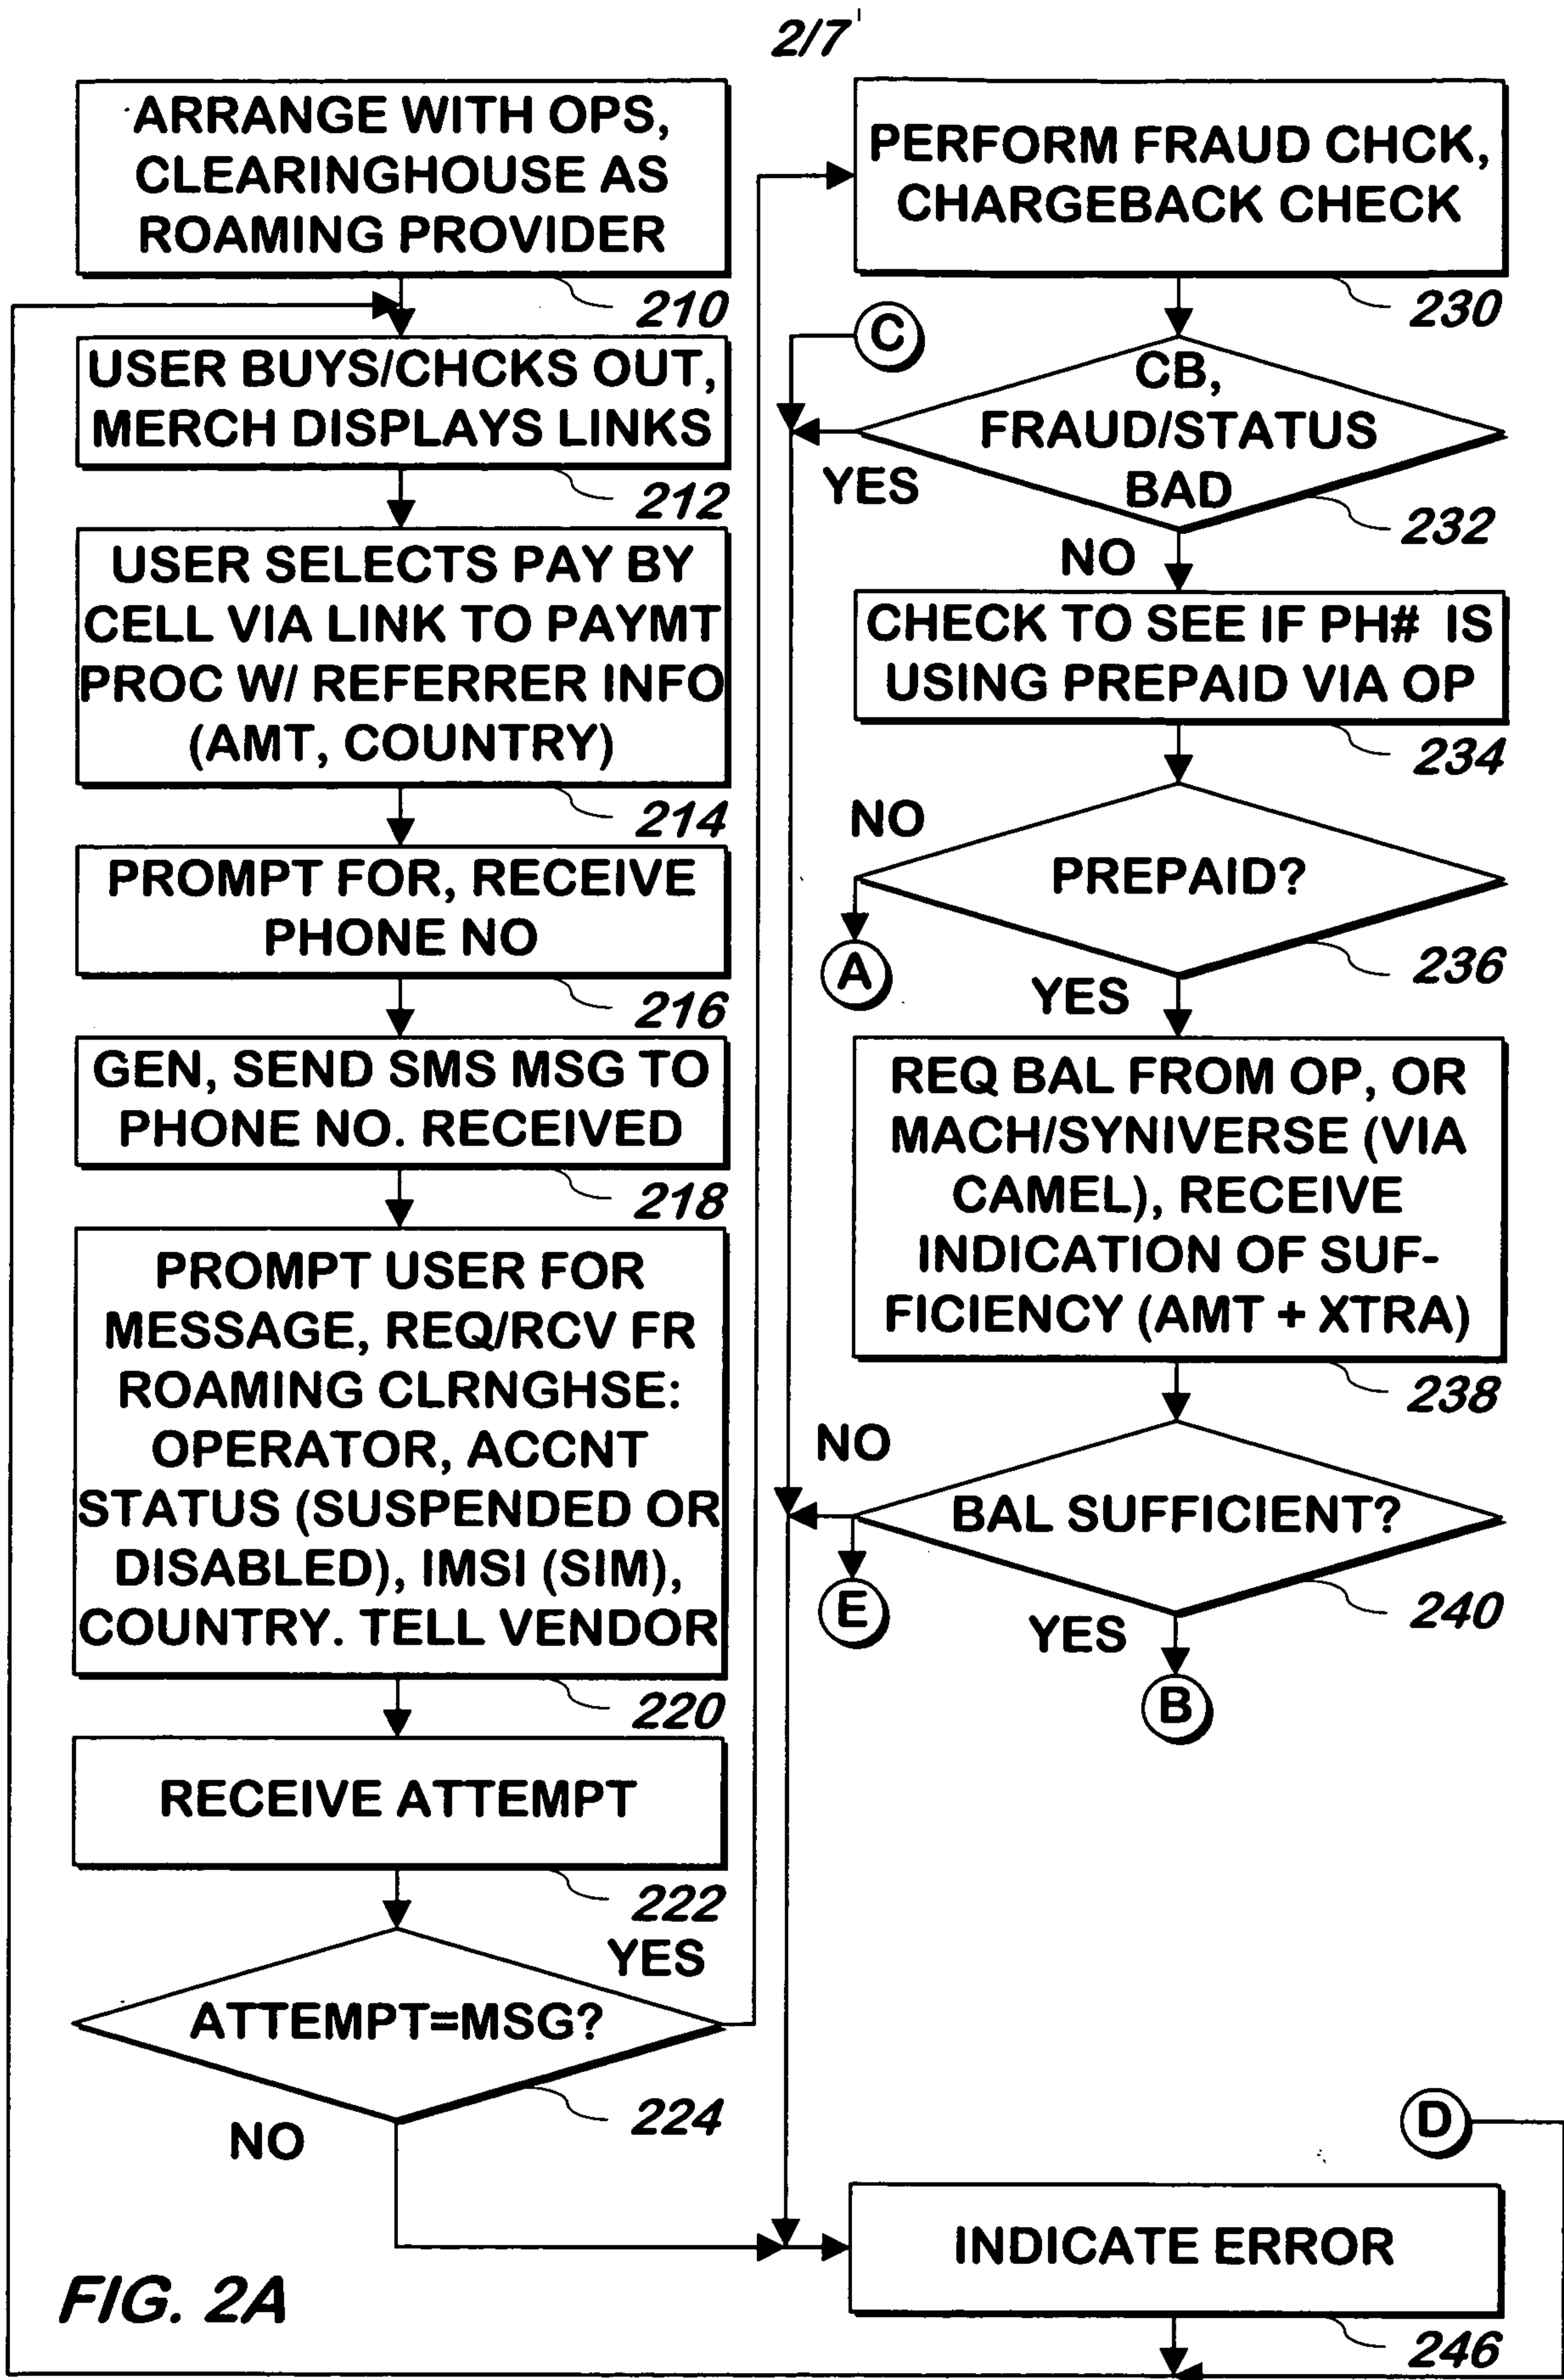 2/7
ARRANGE WITH OPS,
CLEARINGHOUSE AS
ROAMING PROVIDER
210
USER BUYS/CHCKS OUT,
MERCH DISPLAYS LINKS
212
USER SELECTS PAY BY
CELL VIA LINK TO PAYMT
PROC W/ REFERRER INFO
(AMT, COUNTRY)
214
PROMPT FOR, RECEIVE
PHONE NO
216
GEN, SEND SMS MSG TO
PHONE NO. RECEIVED
218
PROMPT USER FOR
MESSAGE, REQ/RCV FR
ROAMING CLRNGHSE:
OPERATOR, ACCNT
STATUS (SUSPENDED OR
DISABLED), IMSI (SIM),
COUNTRY. TELL VENDOR
220
RECEIVE ATTEMPT
222
YES
ATTEMPT=MSG?
224
NO
PERFORM FRAUD CHCK,
CHARGEBACK CHECK
230
C
CB,
FRAUD/STATUS
BAD
YES
232
NO
CHECK TO SEE IF PH# IS
USING PREPAID VIA OP
234
NO
PREPAID?
A
236
YES
REQ BAL FROM OP, OR
MACH/SYNIVERSE (VIA
CAMEL), RECEIVE
INDICATION OF SUF-
FICIENCY (AMT + XTRA)
238
NO
BAL SUFFICIENT?
E
240
YES
B
D
INDICATE ERROR
246
FIG. 2A